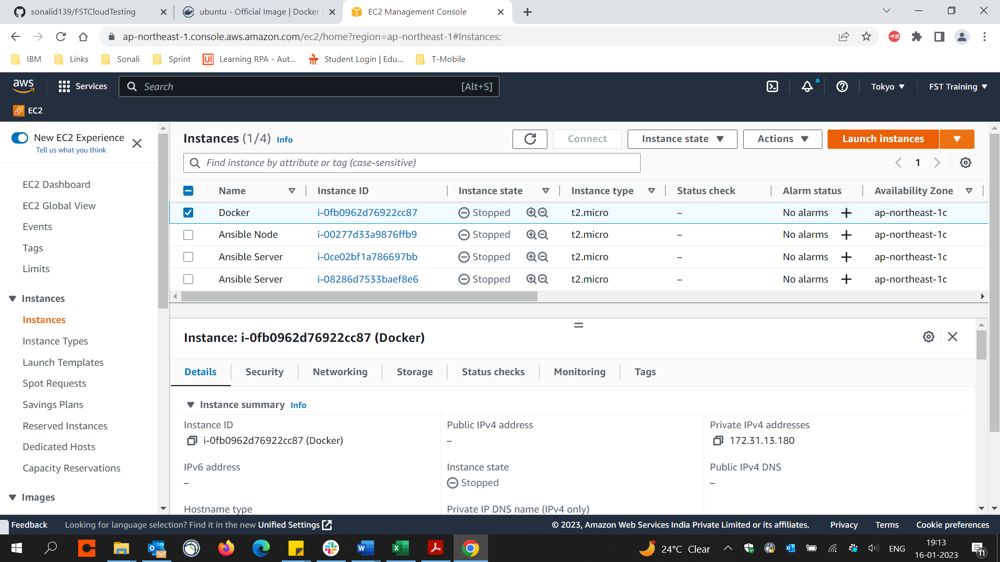 sonalid139/FSTCloudTesting
ubuntu - Official Image | Docker
EC2 Management Console
ap-northeast-1.console.aws.amazon.com/ec2/home?region=ap-northeast-1#Instances:
IBM
Links
Sonali
Sprint
Ui Learning RPA - Aut...
Student Login | Edu...
T-Mobile
aws
Services
Search
[Alt+S]
Tokyo
FST Training
EC2
New EC2 Experience
Tell us what you think
EC2 Dashboard
EC2 Global View
Events
Tags
Limits
Instances
Instances
Instance Types
Launch Templates
Spot Requests
Savings Plans
Reserved Instances
Dedicated Hosts
Capacity Reservations
Images
Instances (1/4) Info
Connect
Instance state
Actions
Launch instances
Find instance by attribute or tag (case-sensitive)
1
Name Instance ID Instance state Instance type Status check Alarm status Availability Zone
Docker i-0fb0962d76922cc87 Stopped t2.micro – No alarms + ap-northeast-1c
Ansible Node i-00277d33a9876ffb9 Stopped t2.micro – No alarms + ap-northeast-1c
Ansible Server i-0ce02bf1a786697bb Stopped t2.micro – No alarms + ap-northeast-1c
Ansible Server i-08286d7533baef8e6 Stopped t2.micro – No alarms + ap-northeast-1c
Instance: i-0fb0962d76922cc87 (Docker)
Details Security Networking Storage Status checks Monitoring Tags
Instance summary Info
Instance ID
i-0fb0962d76922cc87 (Docker)
Public IPv4 address
–
Private IPv4 addresses
172.31.13.180
IPv6 address
–
Instance state
Stopped
Public IPv4 DNS
–
Hostname type
Private IP DNS name (IPv4 only)
Feedback
Looking for language selection? Find it in the new Unified Settings
© 2023, Amazon Web Services India Private Limited or its affiliates.
Privacy
Terms
Cookie preferences
24°C Clear
ENG
19:13
16-01-2023
11